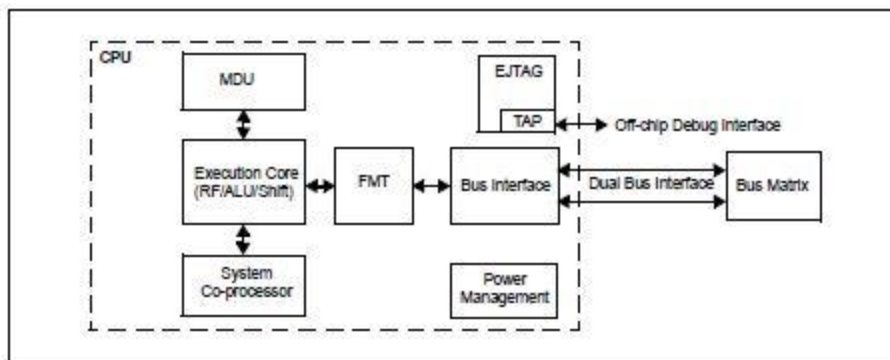 CPU
MDU
EJTAG
TAP
Off-chip Debug Interface
Execution Core
(RF/ALU/Shift)
FMT
Bus Interface
Dual Bus Interface
Bus Matrix
System
Co-processor
Power
Management